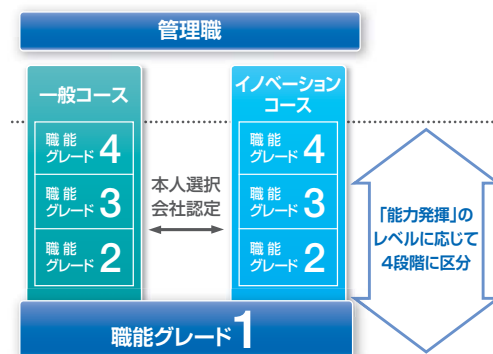 管理職
一般コース
イノベーション
コース
職能
グレード4
職能
グレード3
職能
グレード2
本人選択
会社認定
職能
グレード4
職能
グレード3
職能
グレード2
「能力発揮」の
レベルに応じて
4段階に区分
職能グレード1